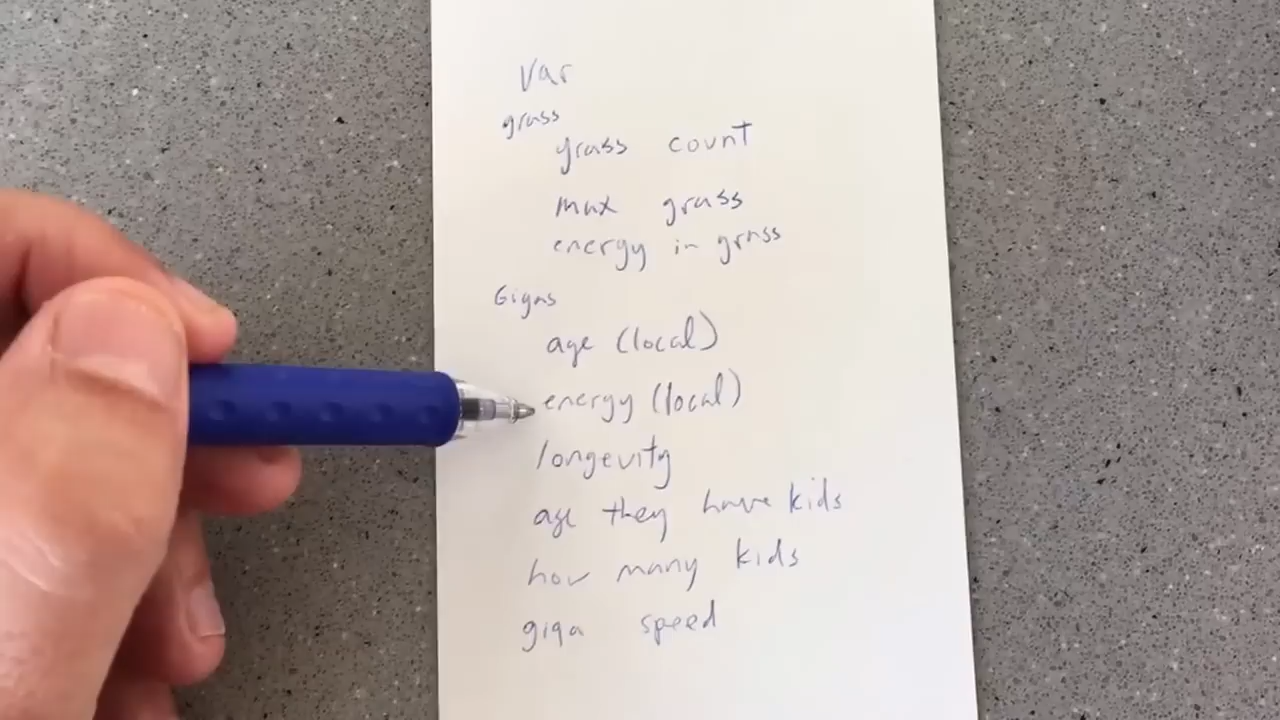 Var
grass
grass count
max grass
energy in grass
Gigas
age (local)
energy (local)
longevity
age they have kids
how many kids
giga speed